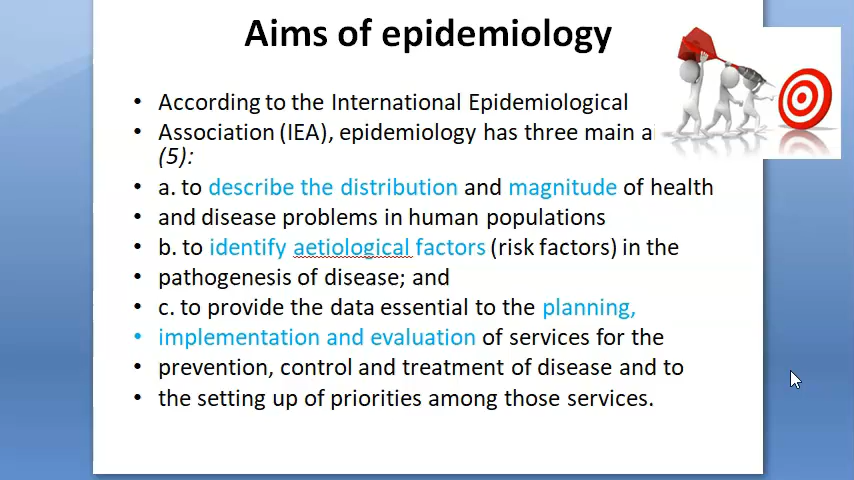 Aims of epidemiology
• According to the International Epidemiological
• Association (IEA), epidemiology has three main
(5):
• a. to describe the distribution and magnitude of health
• and disease problems in human populations
• b. to identify aetiological factors (risk factors) in the
• pathogenesis of disease; and
• c. to provide the data essential to the planning,
• implementation and evaluation of services for the
• prevention, control and treatment of disease and to
• the setting up of priorities among those services.